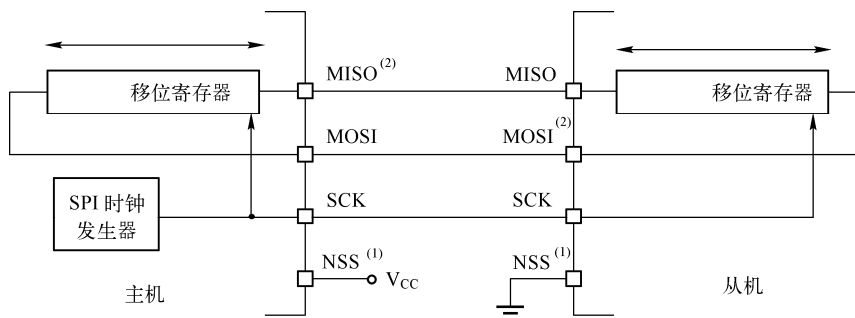 MISO(2)
MISO
移位寄存器
移位寄存器
MOSI
MOSI(2)
SPI 时钟
发生器
SCK
SCK
NSS(1)
VCC
NSS(1)
主机
从机